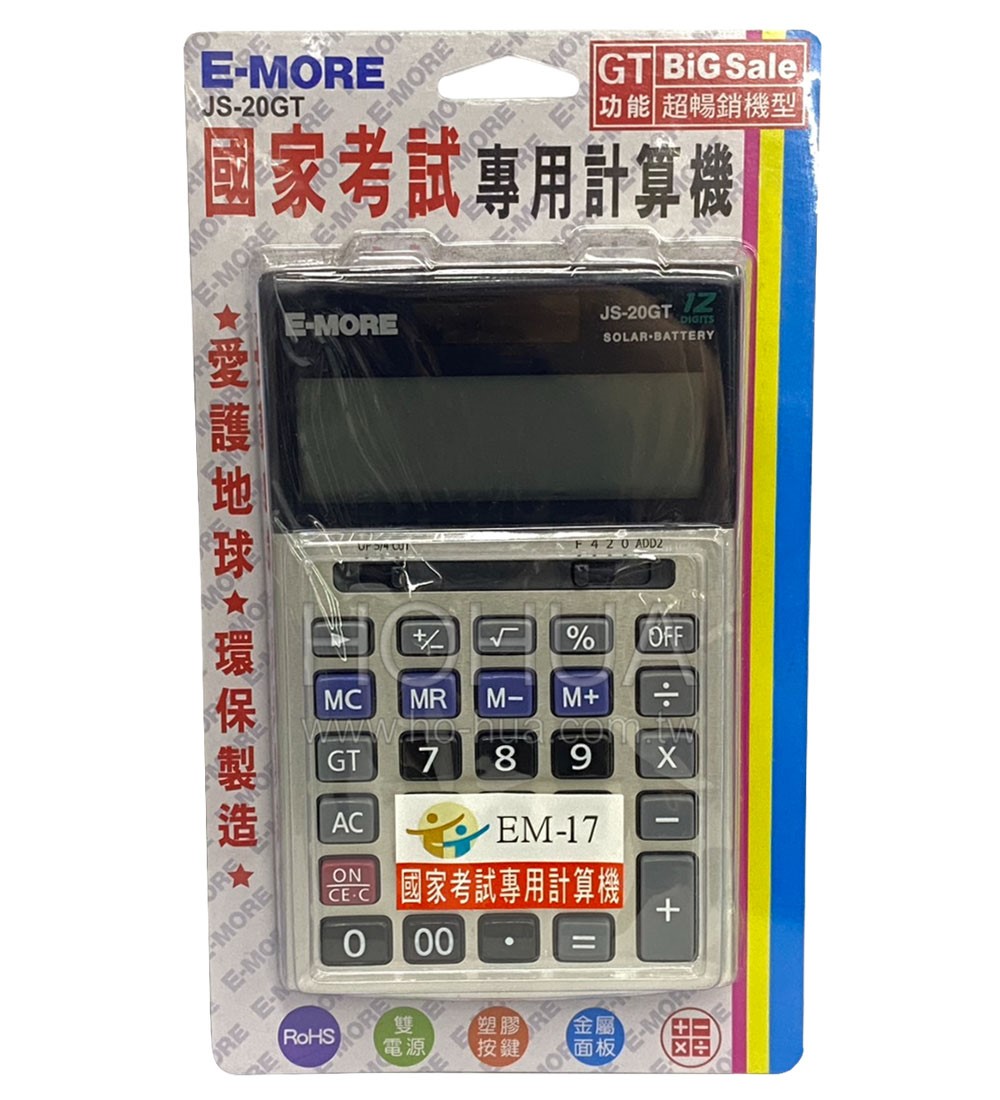 E-MORE
JS-20GT
GT
功能
BiG Sale
超暢銷機型
國家考試專用計算機
★愛護地球★環保製造★
E-MORE
JS-20GT 12
DIGITS
SOLAR•BATTERY
UP 5/4 CUT
F 4 2 0 ADD2
▶ +/− √ % OFF
MC MR M− M+ ÷
GT 7 8 9 X
AC −
ON
CE·C
0 00 · = +
EM-17
國家考試專用計算機
HOHUA
www.ho-hua.com.tw
RoHS
雙
電源
塑膠
按鍵
金屬
面板
+ −
× ÷